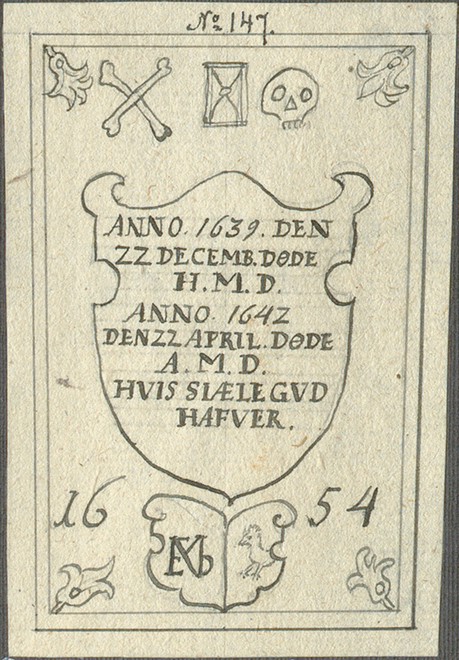 No 147.
ANNO. 1639. DEN
22 DECEMB. DØDE
H. M. D.
ANNO. 1642
DEN 22 APRIL. DØDE
A. M. D.
HVIS SIÆLE GVD
HAFVER.
16 54